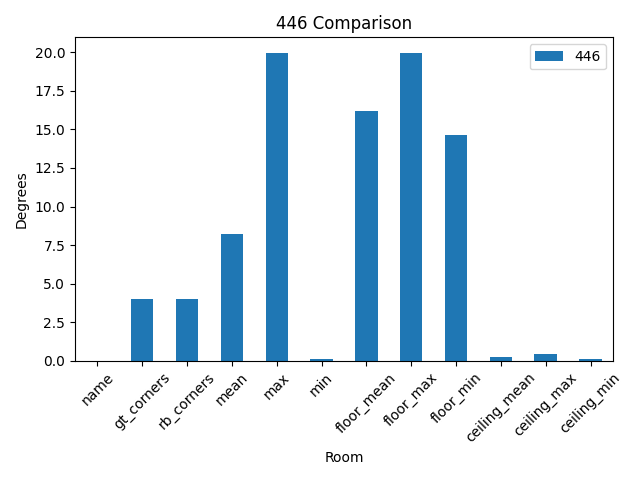 446 Comparison
446
Degrees
20.0
17.5
15.0
12.5
10.0
7.5
5.0
2.5
0.0
name
gt_corners
rb_corners
mean
max
min
floor_mean
floor_max
floor_min
ceiling_mean
ceiling_max
ceiling_min
Room